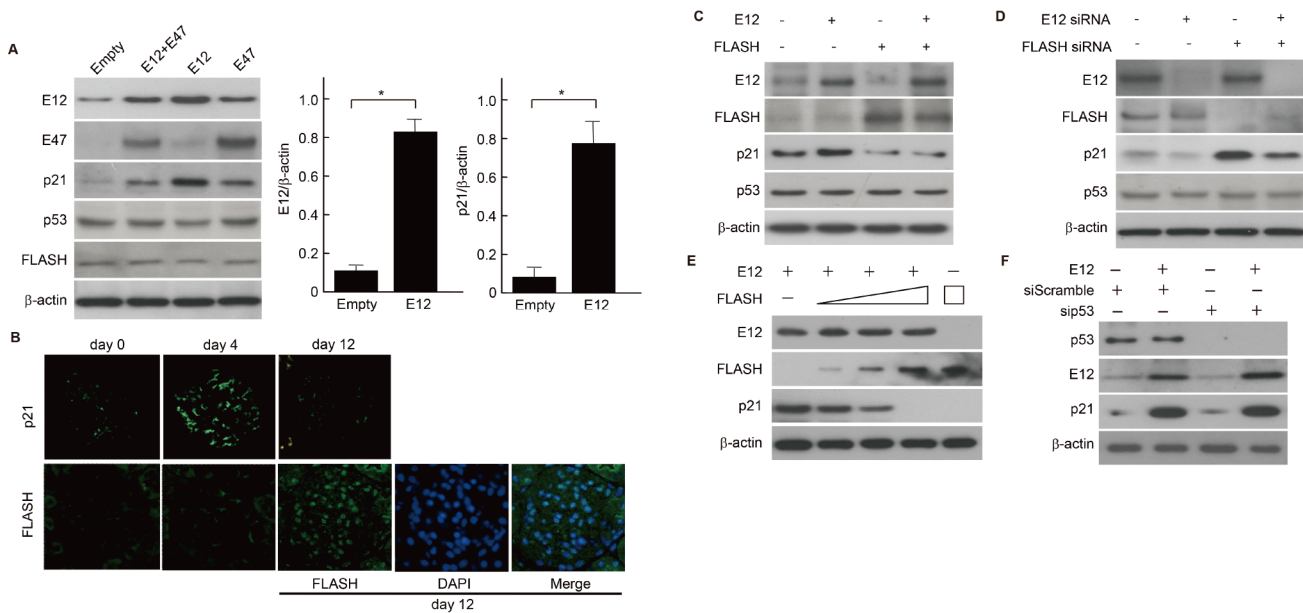 A
Empty
E12+E47
E12
E47
E12
E47
p21
p53
FLASH
β-actin
1.0
0.8
0.6
0.4
0.2
0
E12/β-actin
*
Empty
E12
1.0
0.8
0.6
0.4
0.2
0
p21/β-actin
*
Empty
E12
B
day 0
day 4
day 12
p21
FLASH
FLASH
DAPI
Merge
day 12
C
E12 - + - +
FLASH - - + +
E12
FLASH
p21
p53
β-actin
D
E12 siRNA - + - +
FLASH siRNA - - + +
E12
FLASH
p21
p53
β-actin
E
E12 + + + + −
FLASH −
E12
FLASH
p21
β-actin
F
E12 − + − +
siScramble + + − −
sip53 − − + +
p53
E12
p21
β-actin